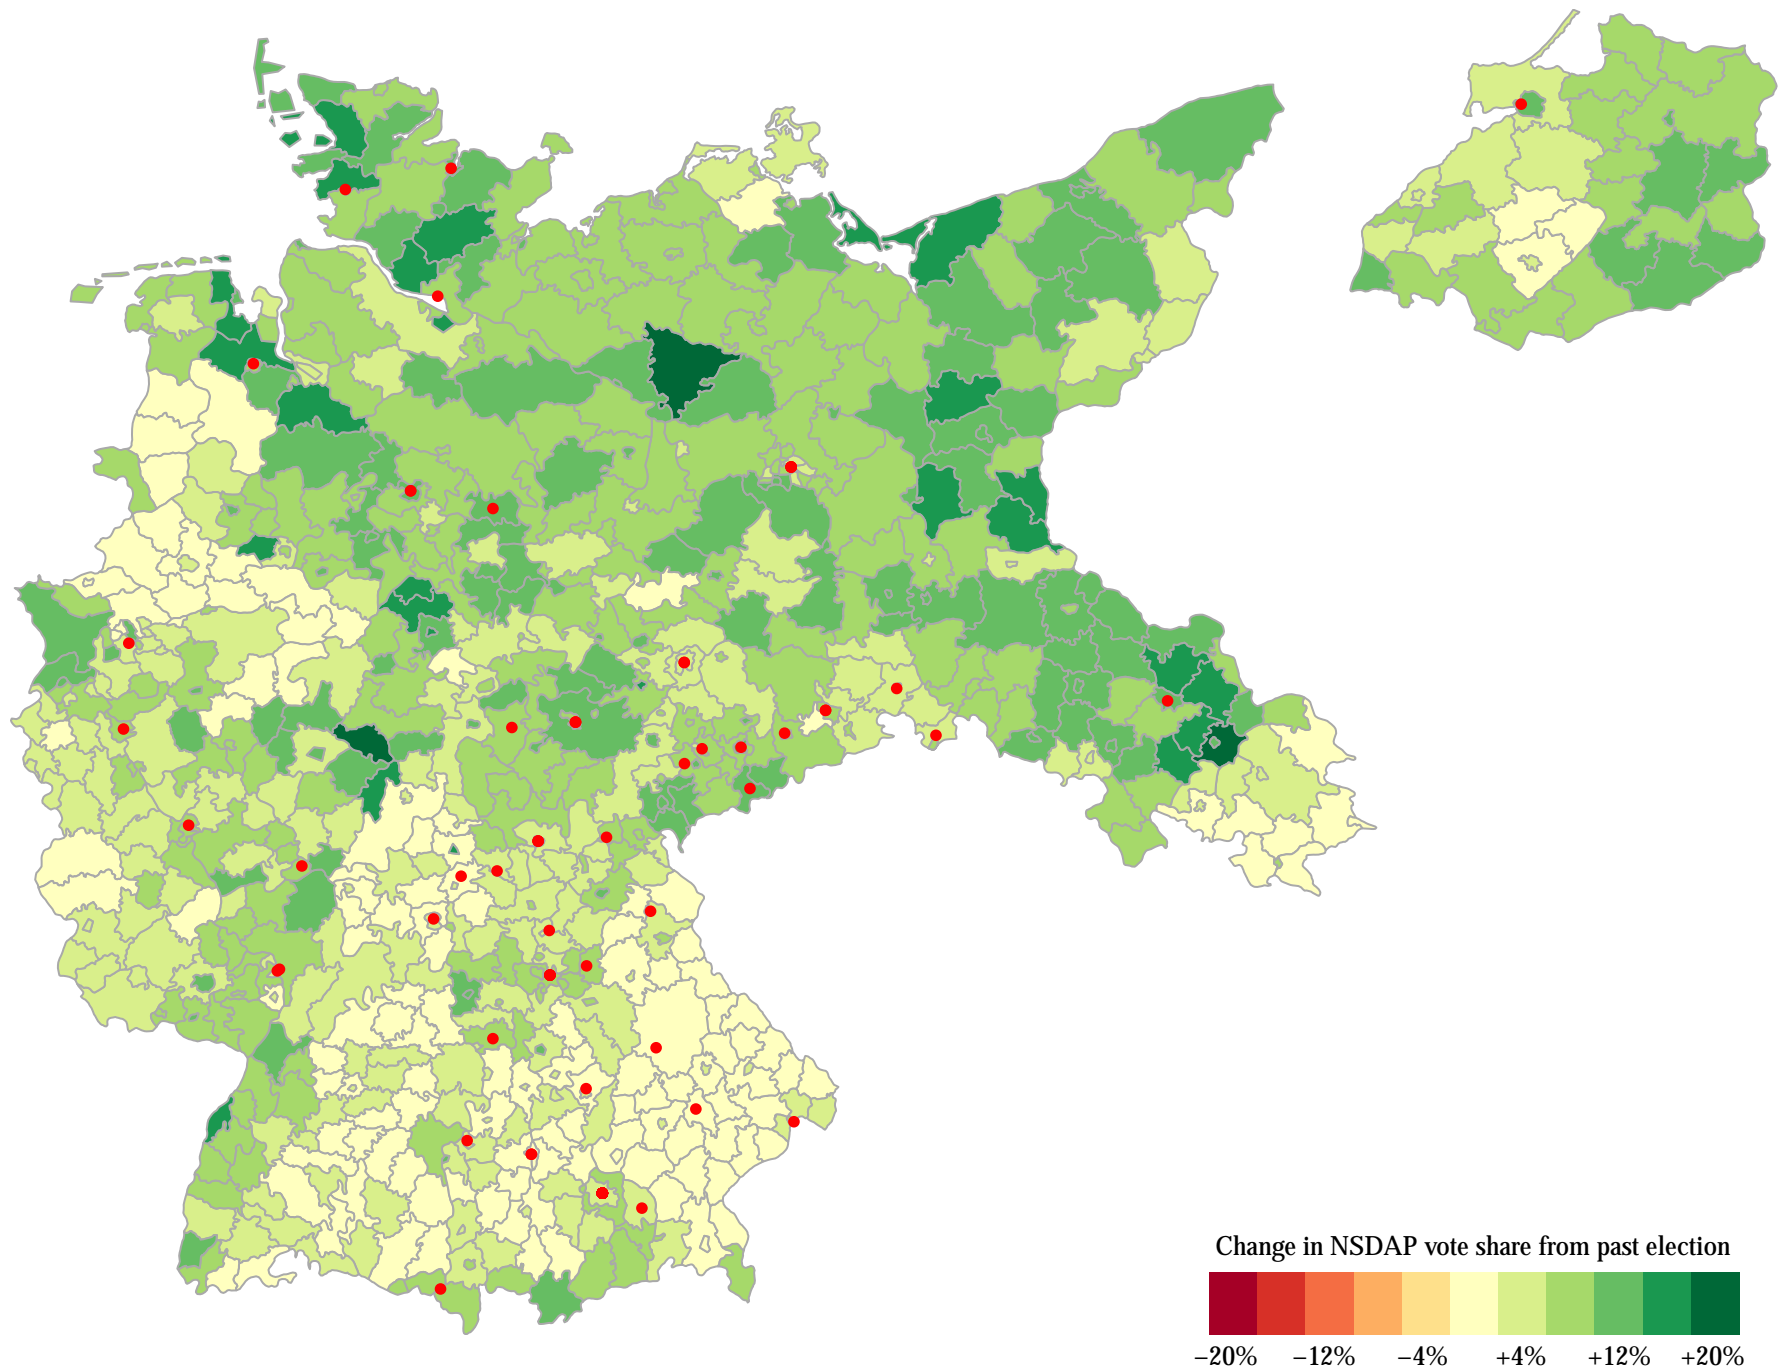 Change in NSDAP vote share from past election
−20% −12% −4% +4% +12% +20%